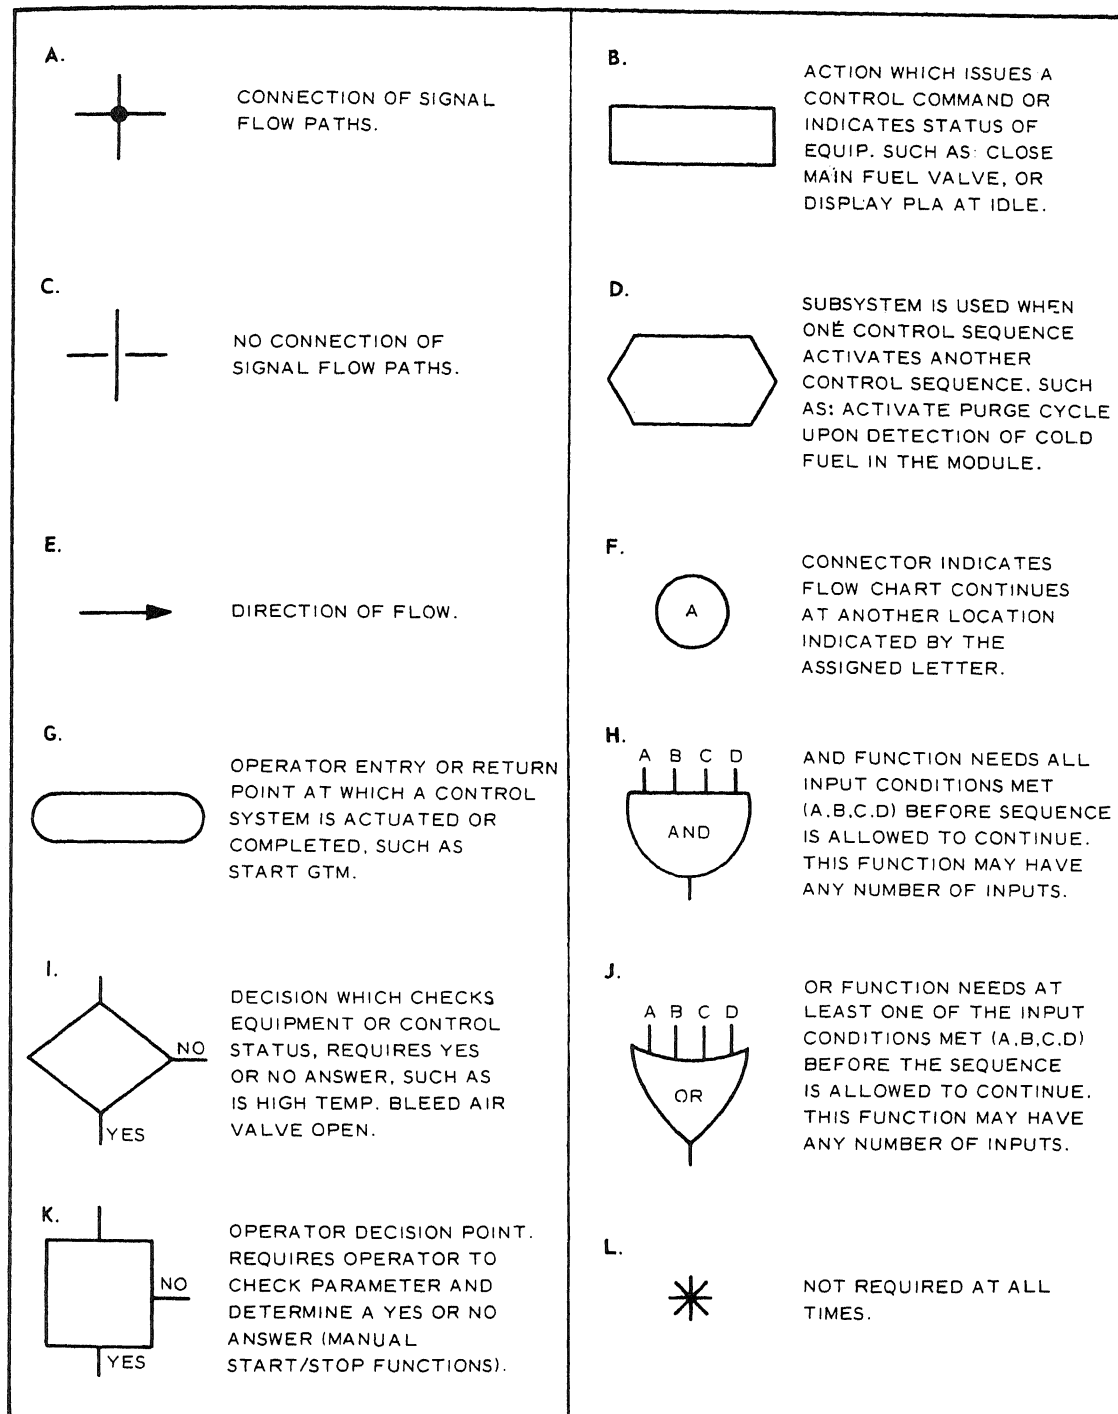 A.
CONNECTION OF SIGNAL
FLOW PATHS.
B.
ACTION WHICH ISSUES A
CONTROL COMMAND OR
INDICATES STATUS OF
EQUIP. SUCH AS: CLOSE
MAIN FUEL VALVE, OR
DISPLAY PLA AT IDLE.
C.
NO CONNECTION OF
SIGNAL FLOW PATHS.
D.
SUBSYSTEM IS USED WHEN
ONE CONTROL SEQUENCE
ACTIVATES ANOTHER
CONTROL SEQUENCE. SUCH
AS: ACTIVATE PURGE CYCLE
UPON DETECTION OF COLD
FUEL IN THE MODULE.
E.
DIRECTION OF FLOW.
F.
A
CONNECTOR INDICATES
FLOW CHART CONTINUES
AT ANOTHER LOCATION
INDICATED BY THE
ASSIGNED LETTER.
G.
OPERATOR ENTRY OR RETURN
POINT AT WHICH A CONTROL
SYSTEM IS ACTUATED OR
COMPLETED, SUCH AS
START GTM.
H.
A B C D
AND
AND FUNCTION NEEDS ALL
INPUT CONDITIONS MET
(A,B,C,D) BEFORE SEQUENCE
IS ALLOWED TO CONTINUE.
THIS FUNCTION MAY HAVE
ANY NUMBER OF INPUTS.
I.
NO
YES
DECISION WHICH CHECKS
EQUIPMENT OR CONTROL
STATUS, REQUIRES YES
OR NO ANSWER, SUCH AS
IS HIGH TEMP. BLEED AIR
VALVE OPEN.
J.
A B C D
OR
OR FUNCTION NEEDS AT
LEAST ONE OF THE INPUT
CONDITIONS MET (A,B,C,D)
BEFORE THE SEQUENCE
IS ALLOWED TO CONTINUE.
THIS FUNCTION MAY HAVE
ANY NUMBER OF INPUTS.
K.
NO
YES
OPERATOR DECISION POINT.
REQUIRES OPERATOR TO
CHECK PARAMETER AND
DETERMINE A YES OR NO
ANSWER (MANUAL
START/STOP FUNCTIONS).
L.
NOT REQUIRED AT ALL
TIMES.